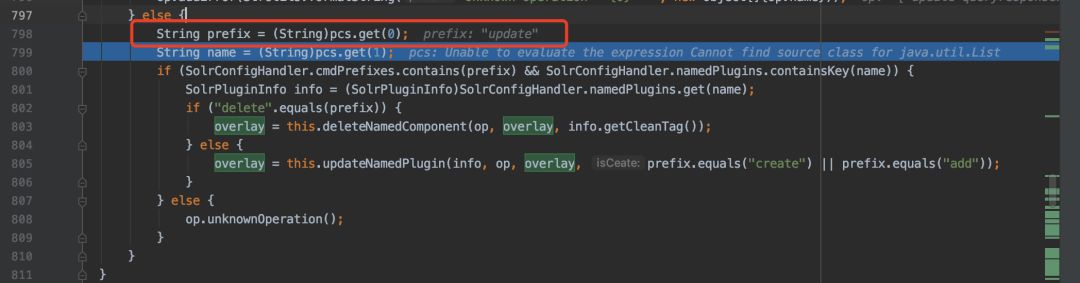 797 } else {
798 String prefix = (String)pcs.get(0); prefix: "update"
799 String name = (String)pcs.get(1); pcs: Unable to evaluate the expression Cannot find source class for java.util.List
800 if (SolrConfigHandler.cmdPrefixes.contains(prefix) && SolrConfigHandler.namedPlugins.containsKey(name)) {
801 SolrPluginInfo info = (SolrPluginInfo)SolrConfigHandler.namedPlugins.get(name);
802 if ("delete".equals(prefix)) {
803 overlay = this.deleteNamedComponent(op, overlay, info.getCleanTag());
804 } else {
805 overlay = this.updateNamedPlugin(info, op, overlay, isCeate: prefix.equals("create") || prefix.equals("add"));
806 }
807 } else {
808 op.unknownOperation();
809 }
810 }
811 }